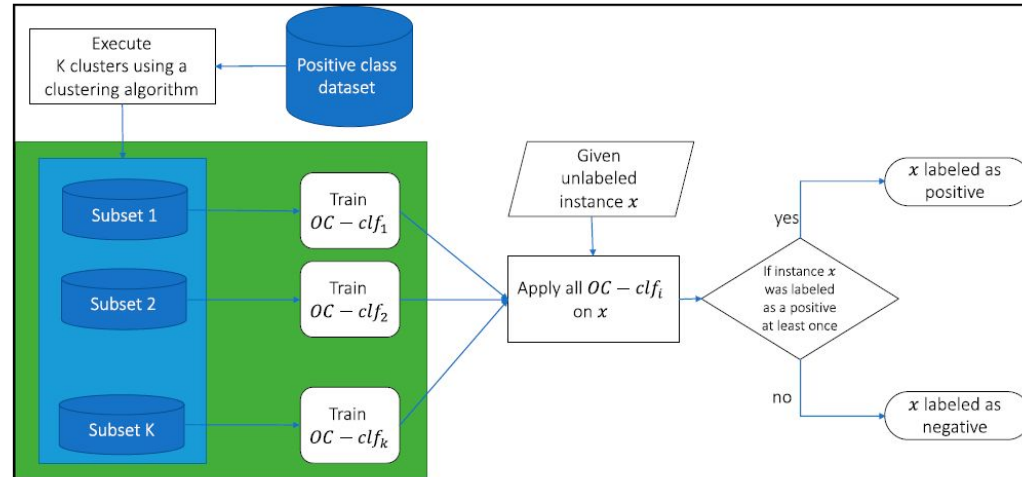 Execute
K clusters using a
clustering algorithm
Positive class
dataset
Subset 1
Subset 2
Subset K
Train
OC − clf₁
Train
OC − clf₂
Train
OC − clfₖ
Given
unlabeled
instance x
Apply all OC − clfᵢ
on x
If instance x
was labeled
as a positive
at least once
yes
no
x labeled as
positive
x labeled as
negative